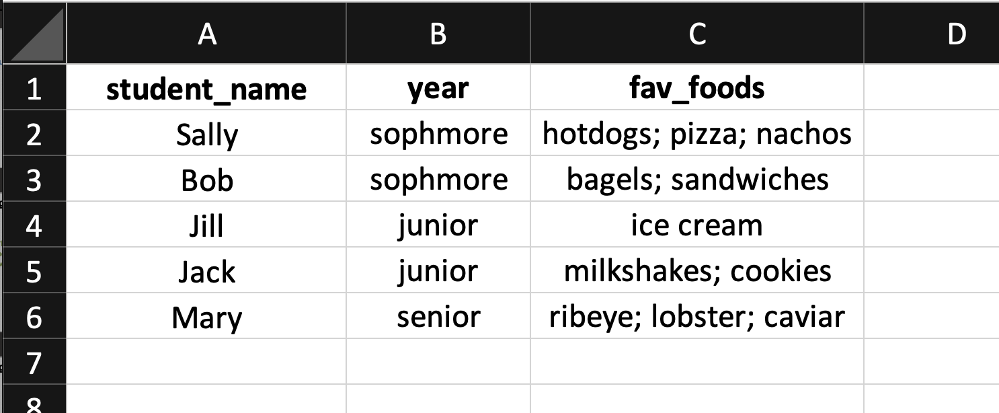 A B C D
1 student_name year fav_foods
2 Sally sophmore hotdogs; pizza; nachos
3 Bob sophmore bagels; sandwiches
4 Jill junior ice cream
5 Jack junior milkshakes; cookies
6 Mary senior ribeye; lobster; caviar
7
8